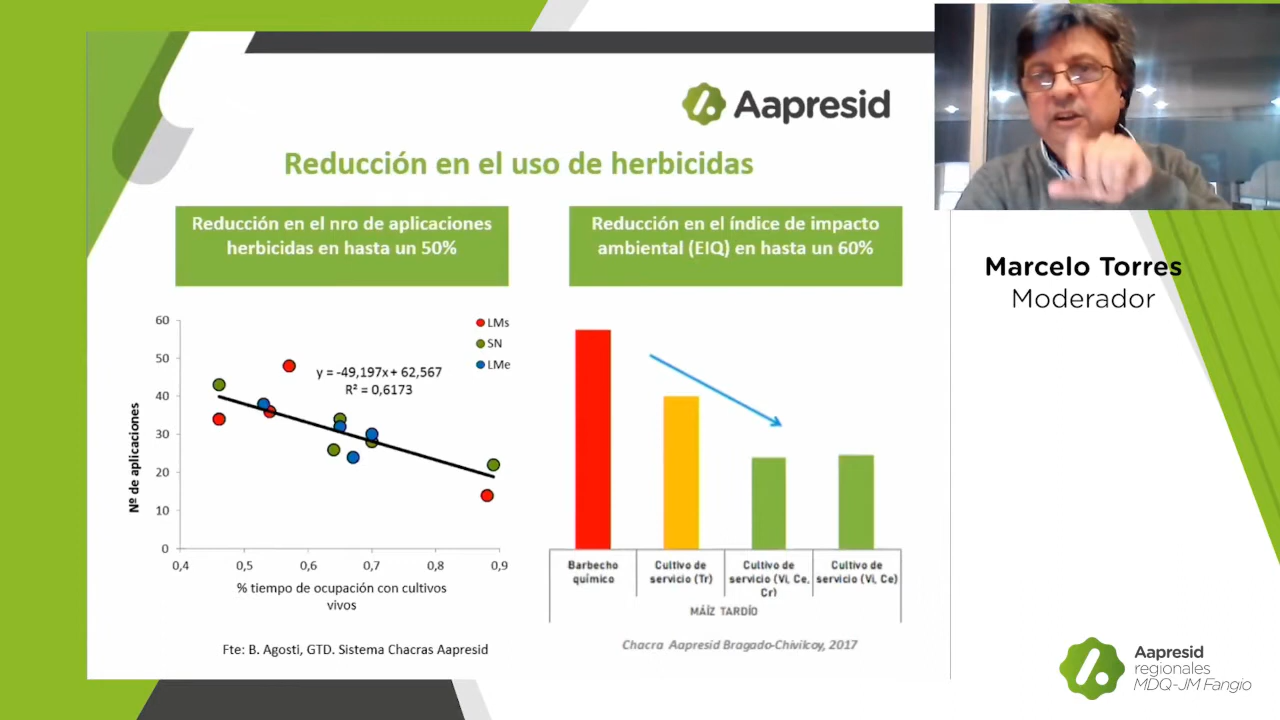 Aapresid
Reducción en el uso de herbicidas
Reducción en el nro de aplicaciones
herbicidas en hasta un 50%
Reducción en el índice de impacto
ambiental (EIQ) en hasta un 60%
60
50
40
30
20
10
0
Nº de aplicaciones
LMs
SN
LMe
y = -49,197x + 62,567
R² = 0,6173
0,4
0,5
0,6
0,7
0,8
0,9
% tiempo de ocupación con cultivos
vivos
Fte: B. Agosti, GTD. Sistema Chacras Aapresid
Barbecho
químico
Cultivo de
servicio (Tr)
Cultivo de
servicio (Vi, Ce,
Cr)
Cultivo de
servicio (Vi, Ce)
MÁÍZ TARDÍO
Chacra Aapresid Bragado-Chivilcoy, 2017
Marcelo Torres
Moderador
Aapresid
regionales
MDQ-JM Fangio